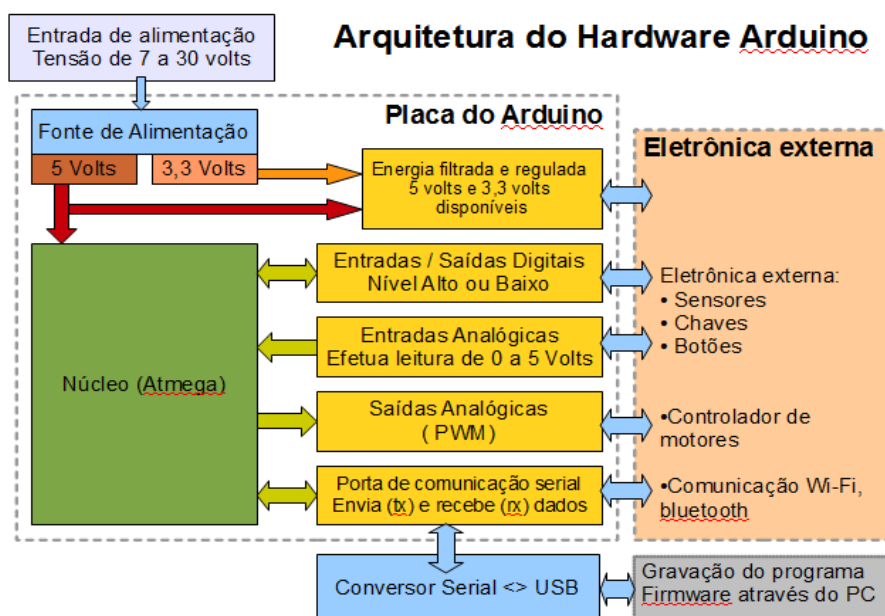 Entrada de alimentação
Tensão de 7 a 30 volts
Arquitetura do Hardware Arduino
Placa do Arduino
Fonte de Alimentação
5 Volts
3,3 Volts
Energia filtrada e regulada
5 volts e 3,3 volts
disponíveis
Eletrônica externa
Núcleo (Atmega)
Entradas / Saídas Digitais
Nível Alto ou Baixo
Entradas Analógicas
Efetua leitura de 0 a 5 Volts
Saídas Analógicas
( PWM)
Porta de comunicação serial
Envia (tx) e recebe (rx) dados
Eletrônica externa:
• Sensores
• Chaves
• Botões
•Controlador de
motores
•Comunicação Wi-Fi,
bluetooth
Conversor Serial <> USB
Gravação do programa
Firmware através do PC